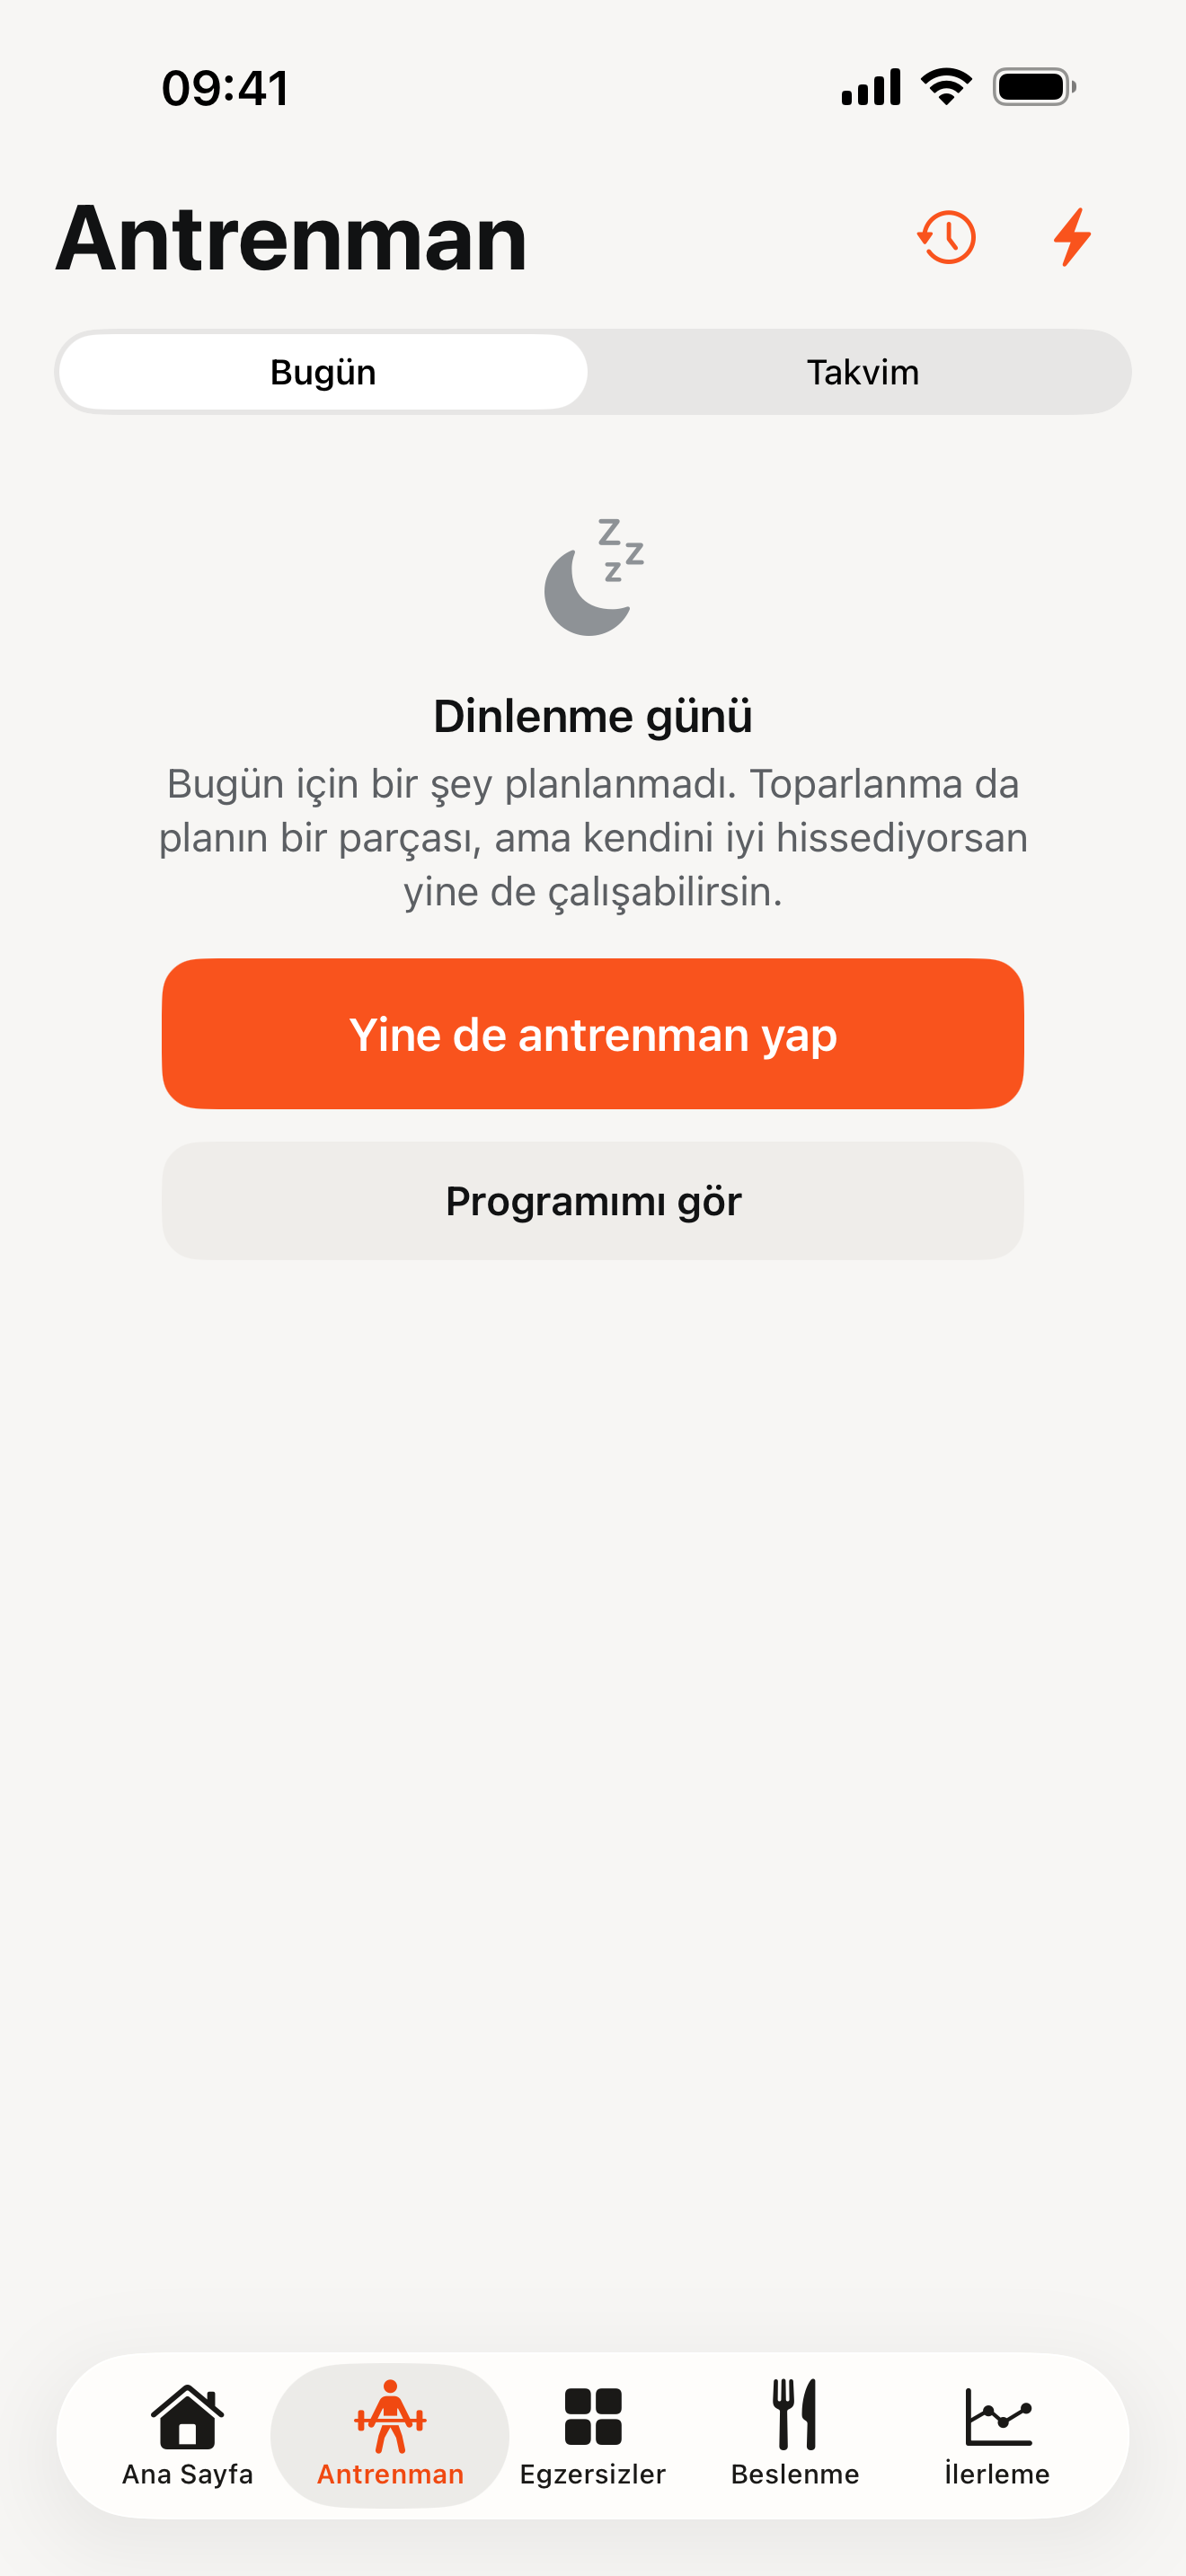 09:41
Antrenman
Bugün
Takvim
Dinlenme günü
Bugün için bir şey planlanmadı. Toparlanma da
planın bir parçası, ama kendini iyi hissediyorsan
yine de çalışabilirsin.
Yine de antrenman yap
Programımı gör
Ana Sayfa
Antrenman
Egzersizler
Beslenme
İlerleme